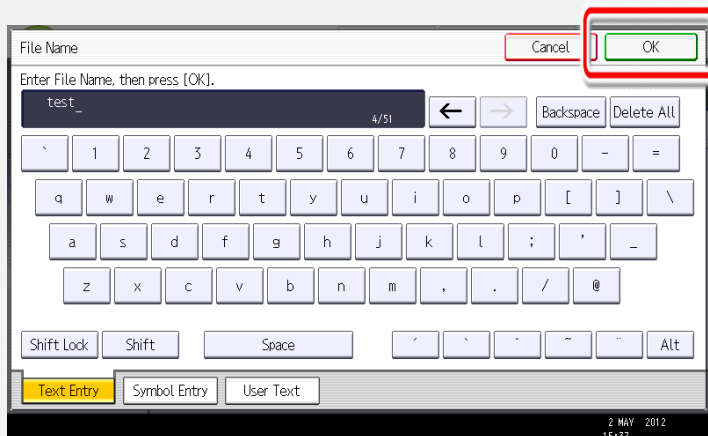 File Name Cancel OK
Enter File Name, then press [OK].
test_
4/51 ← → Backspace Delete All
` 1 2 3 4 5 6 7 8 9 0 - =
q w e r t y u i o p [ ] \
a s d f g h j k l ; ' _
z x c v b n m , . / @
Shift Lock Shift Space ´ ` ^ ~ ¨ Alt
Text Entry Symbol Entry User Text
2 MAY 2012
15:37